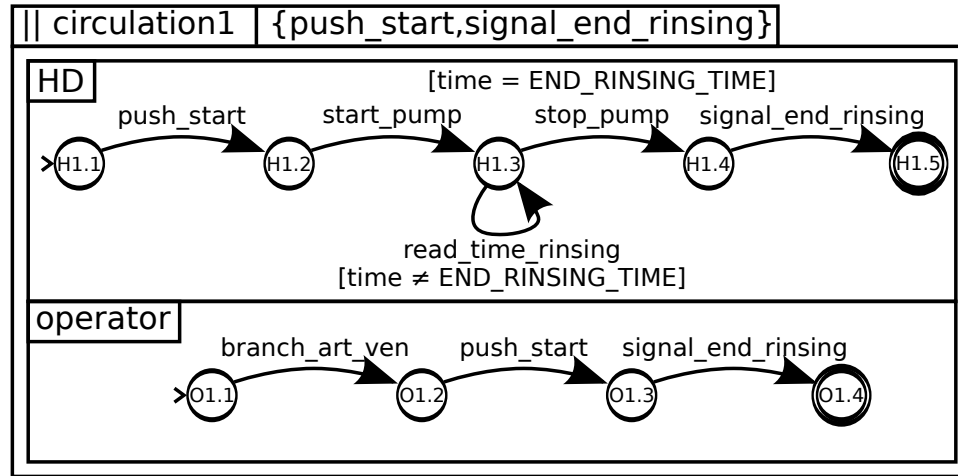 || circulation1 {push_start,signal_end_rinsing}
HD
[time = END_RINSING_TIME]
push_start start_pump stop_pump signal_end_rinsing
H1.1 H1.2 H1.3 H1.4 H1.5
read_time_rinsing
[time ≠ END_RINSING_TIME]
operator
branch_art_ven push_start signal_end_rinsing
O1.1 O1.2 O1.3 O1.4